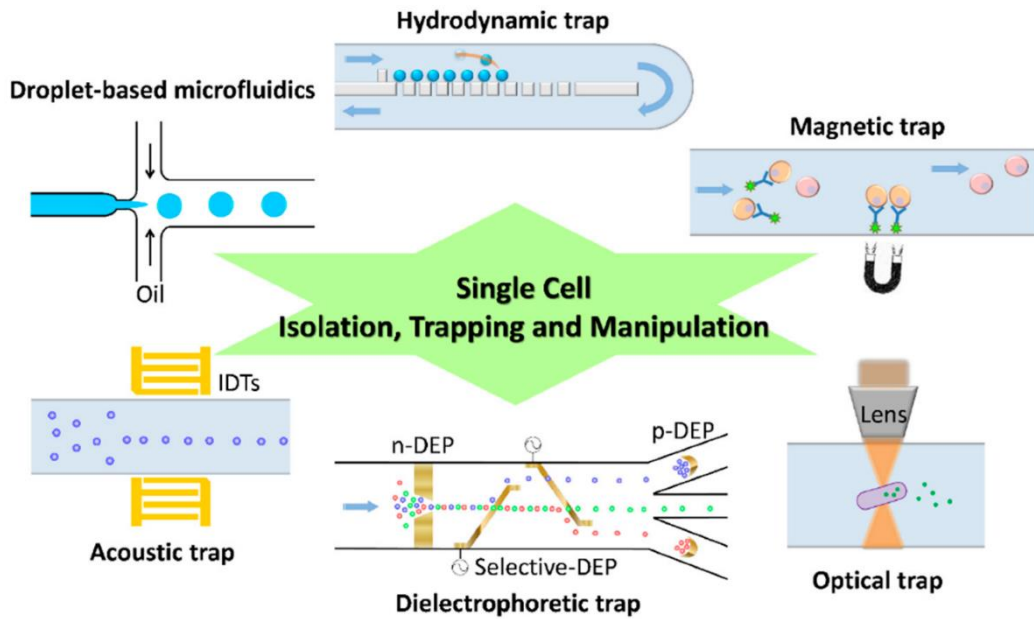 Hydrodynamic trap
Droplet-based microfluidics
Magnetic trap
Oil
Single Cell
Isolation, Trapping and Manipulation
IDTs
Acoustic trap
n-DEP
p-DEP
Selective-DEP
Dielectrophoretic trap
Lens
Optical trap